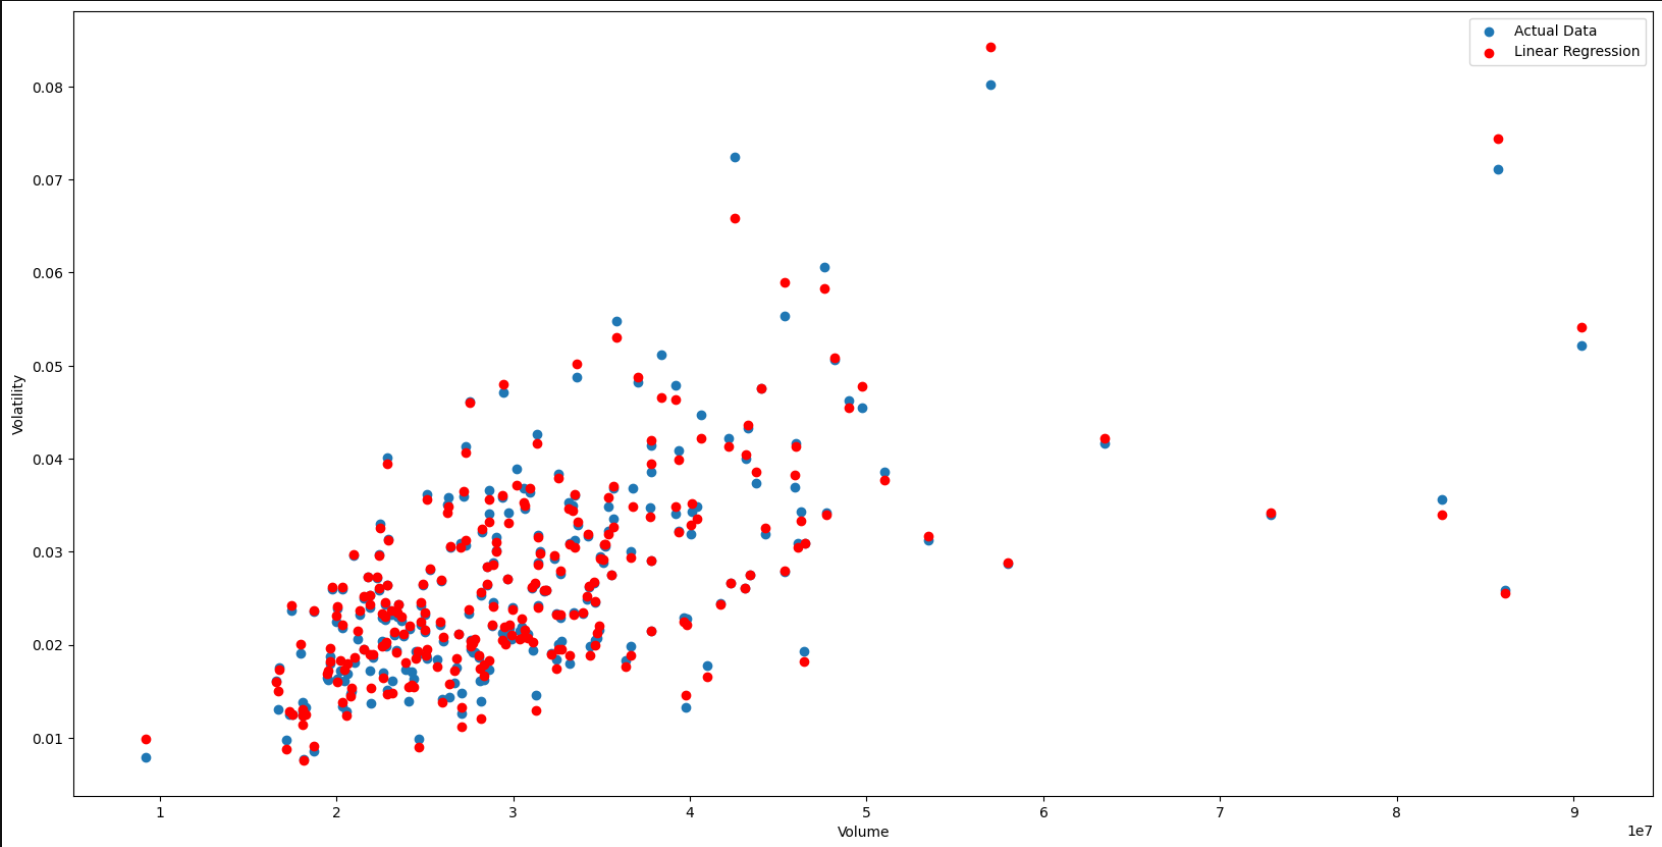 Actual Data
Linear Regression
0.08
0.07
0.06
0.05
0.04
0.03
0.02
0.01
Volatility
1 2 3 4 5 6 7 8 9
Volume
1e7